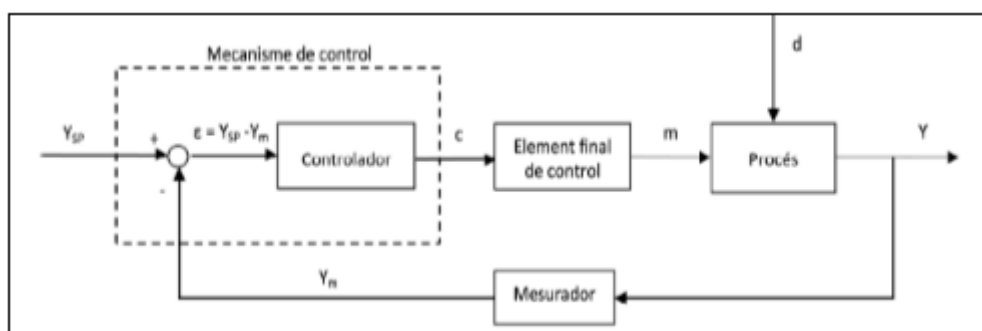 Mecanisme de control
d
Y_SP
+
ε = Y_SP - Y_m
Controlador
c
Element final
de control
m
Procés
Y
-
Y_m
Mesurador